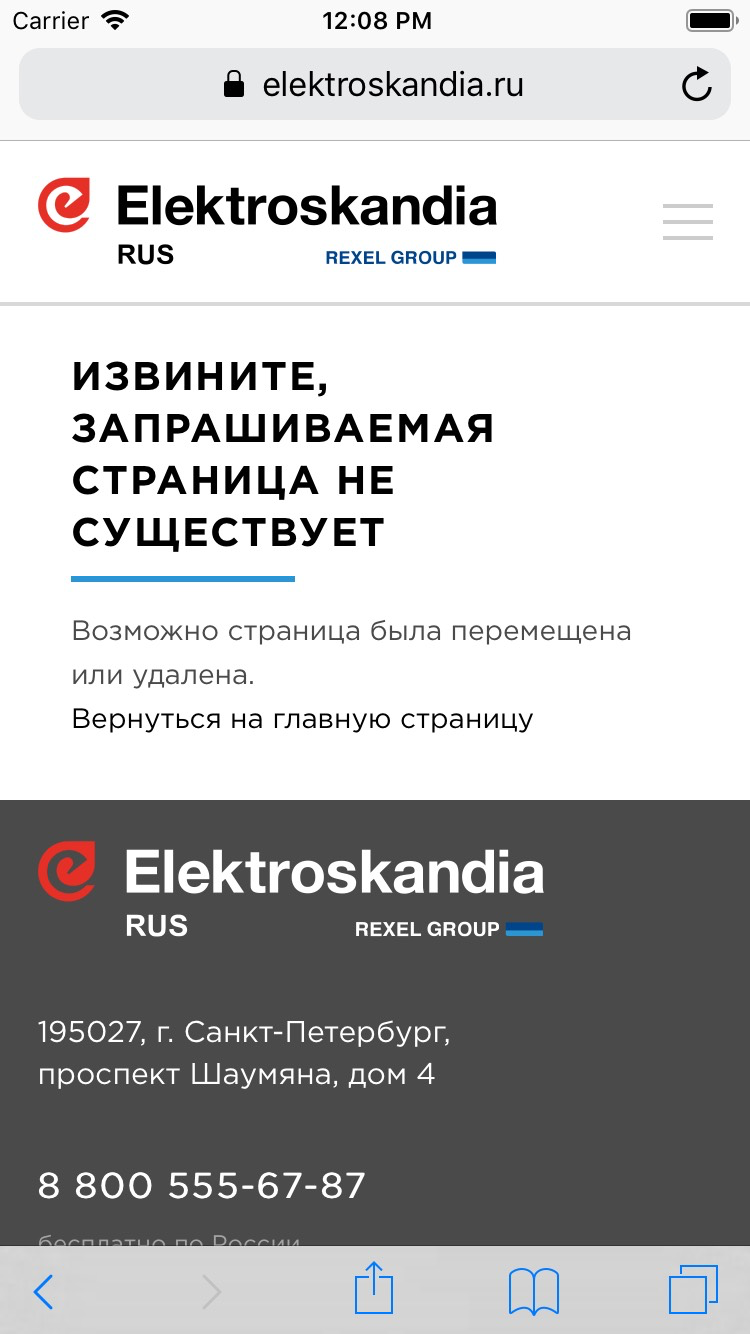 Carrier 12:08 PM
elektroskandia.ru
Elektroskandia
RUS REXEL GROUP
ИЗВИНИТЕ,
ЗАПРАШИВАЕМАЯ
СТРАНИЦА НЕ
СУЩЕСТВУЕТ
Возможно страница была перемещена
или удалена.
Вернуться на главную страницу
Elektroskandia
RUS REXEL GROUP
195027, г. Санкт-Петербург,
проспект Шаумяна, дом 4
8 800 555-67-87
бесплатно по России